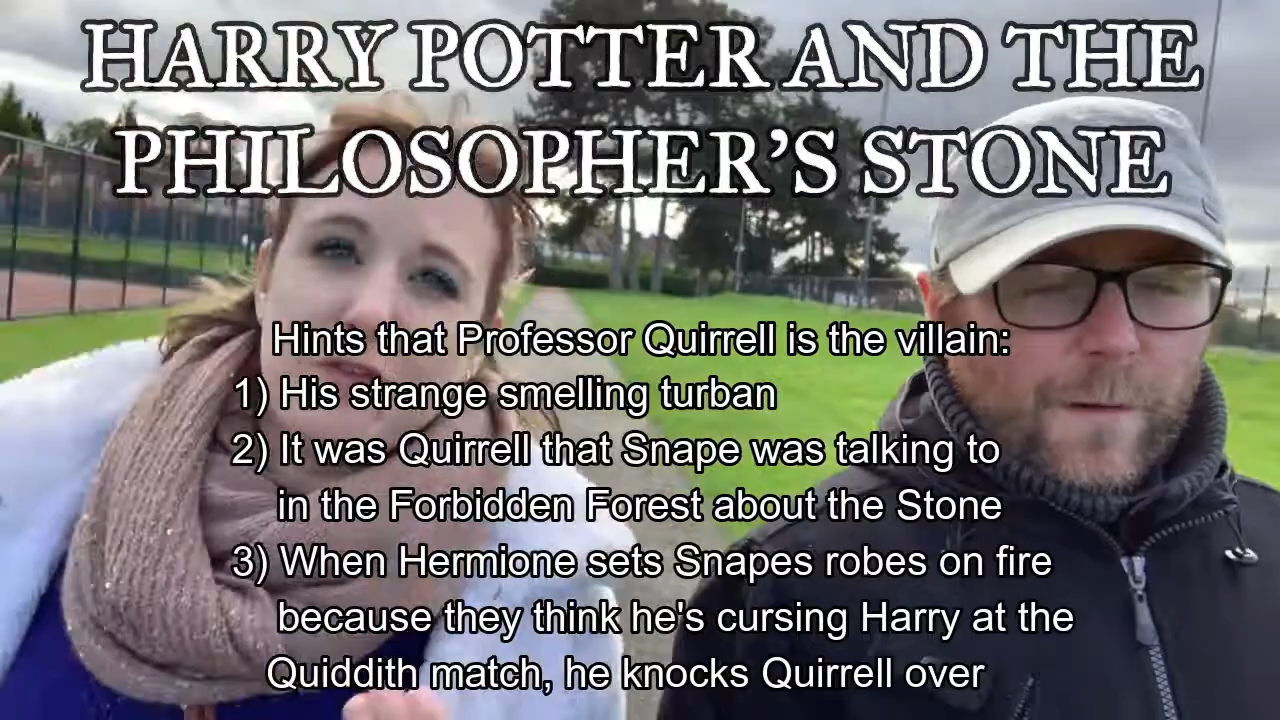 HARRY POTTER AND THE
PHILOSOPHER'S STONE
Hints that Professor Quirrell is the villain:
1) His strange smelling turban
2) It was Quirrell that Snape was talking to
in the Forbidden Forest about the Stone
3) When Hermione sets Snapes robes on fire
because they think he's cursing Harry at the
Quiddith match, he knocks Quirrell over